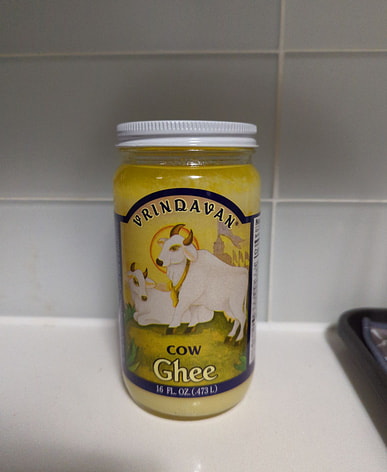 VRINDAVAN®
COW
Ghee
16 FL. OZ. (.473 L)